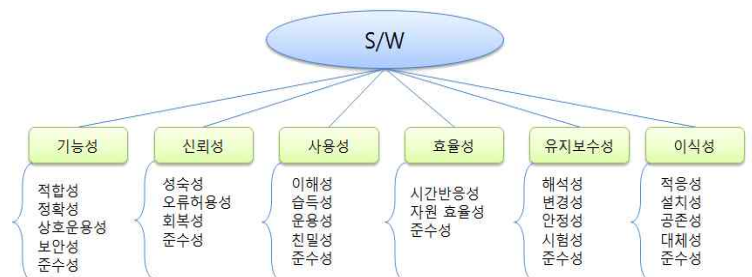 S/W
기능성
신뢰성
사용성
효율성
유지보수성
이식성
적합성
정확성
상호운용성
보안성
준수성
성숙성
오류허용성
회복성
준수성
이해성
습득성
운용성
친밀성
준수성
시간반응성
자원 효율성
준수성
해석성
변경성
안정성
시험성
준수성
적응성
설치성
공존성
대체성
준수성